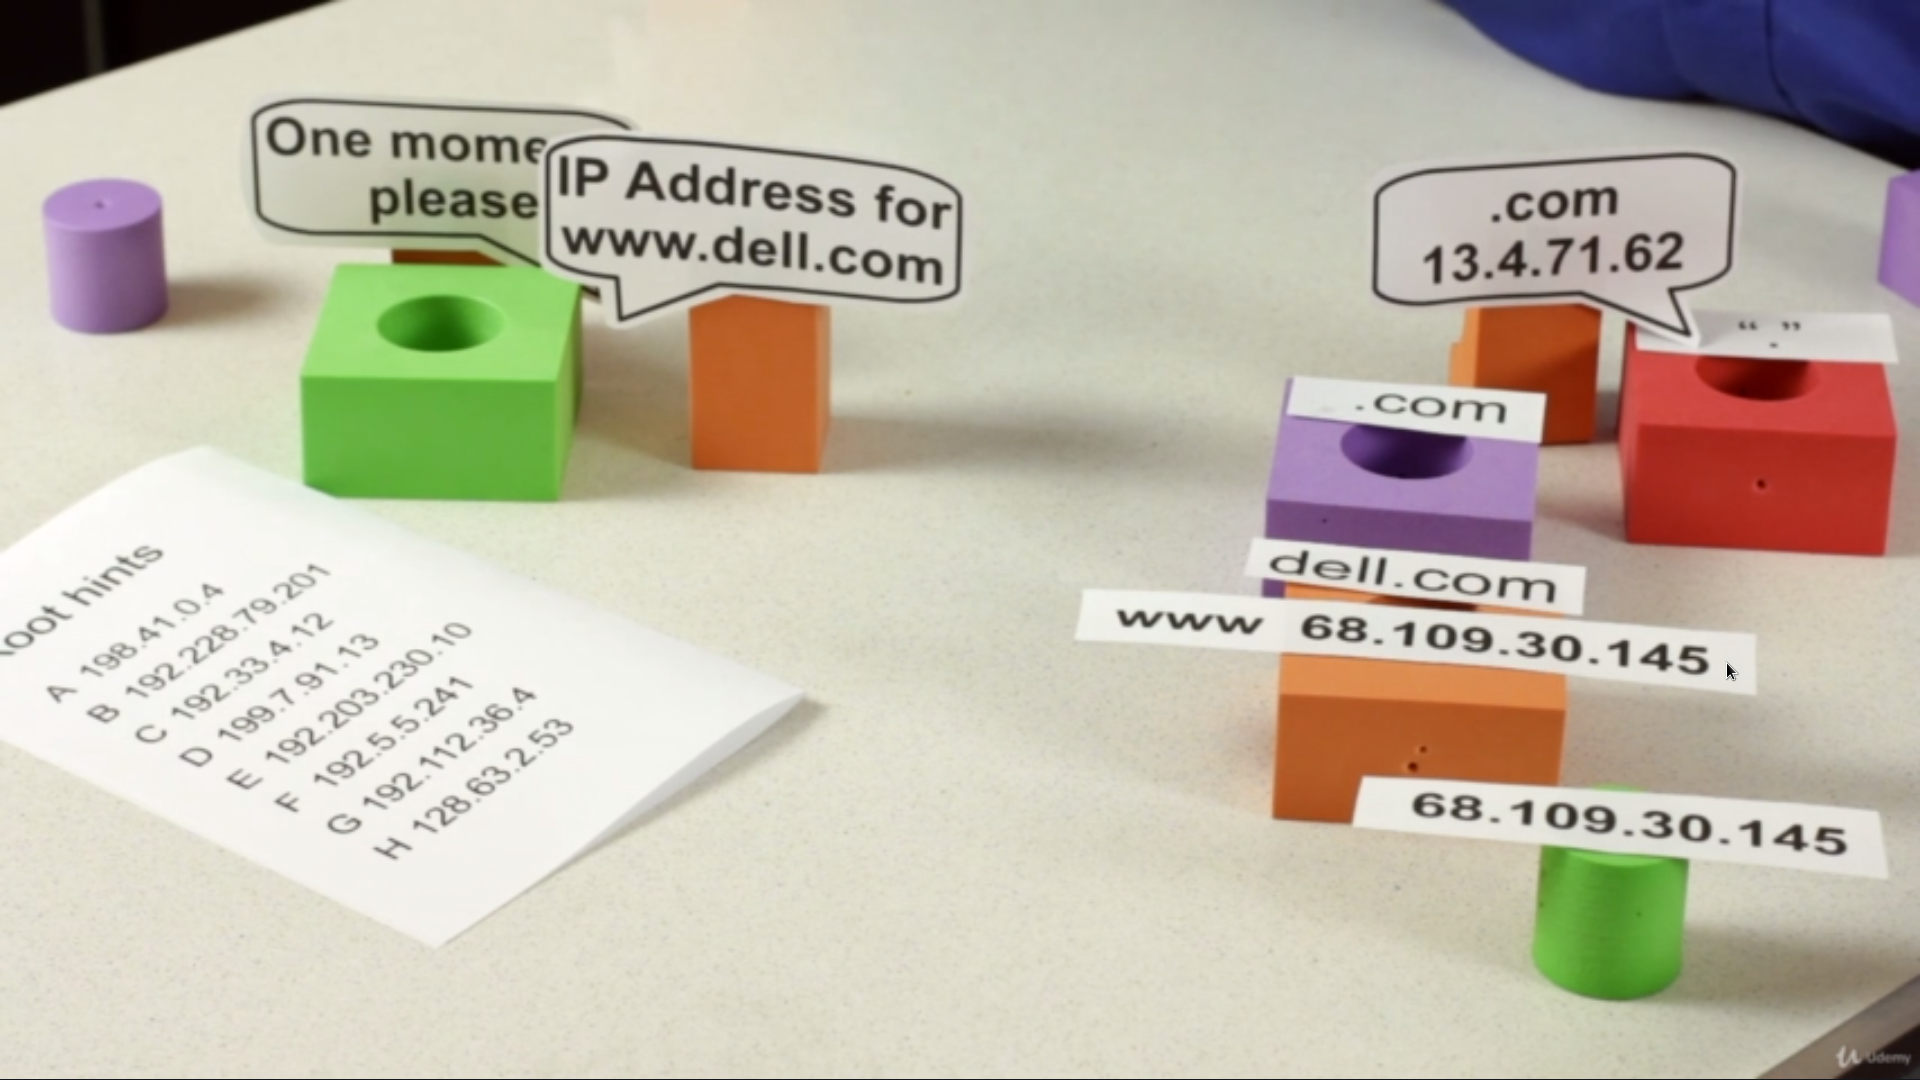 One mome
please
IP Address for
www.dell.com
.com
13.4.71.62
“.”
.com
dell.com
www 68.109.30.145
68.109.30.145
oot hints
A 198.41.0.4
B 192.228.79.201
C 192.33.4.12
D 199.7.91.13
E 192.203.230.10
F 192.5.5.241
G 192.112.36.4
H 128.63.2.53
Udemy